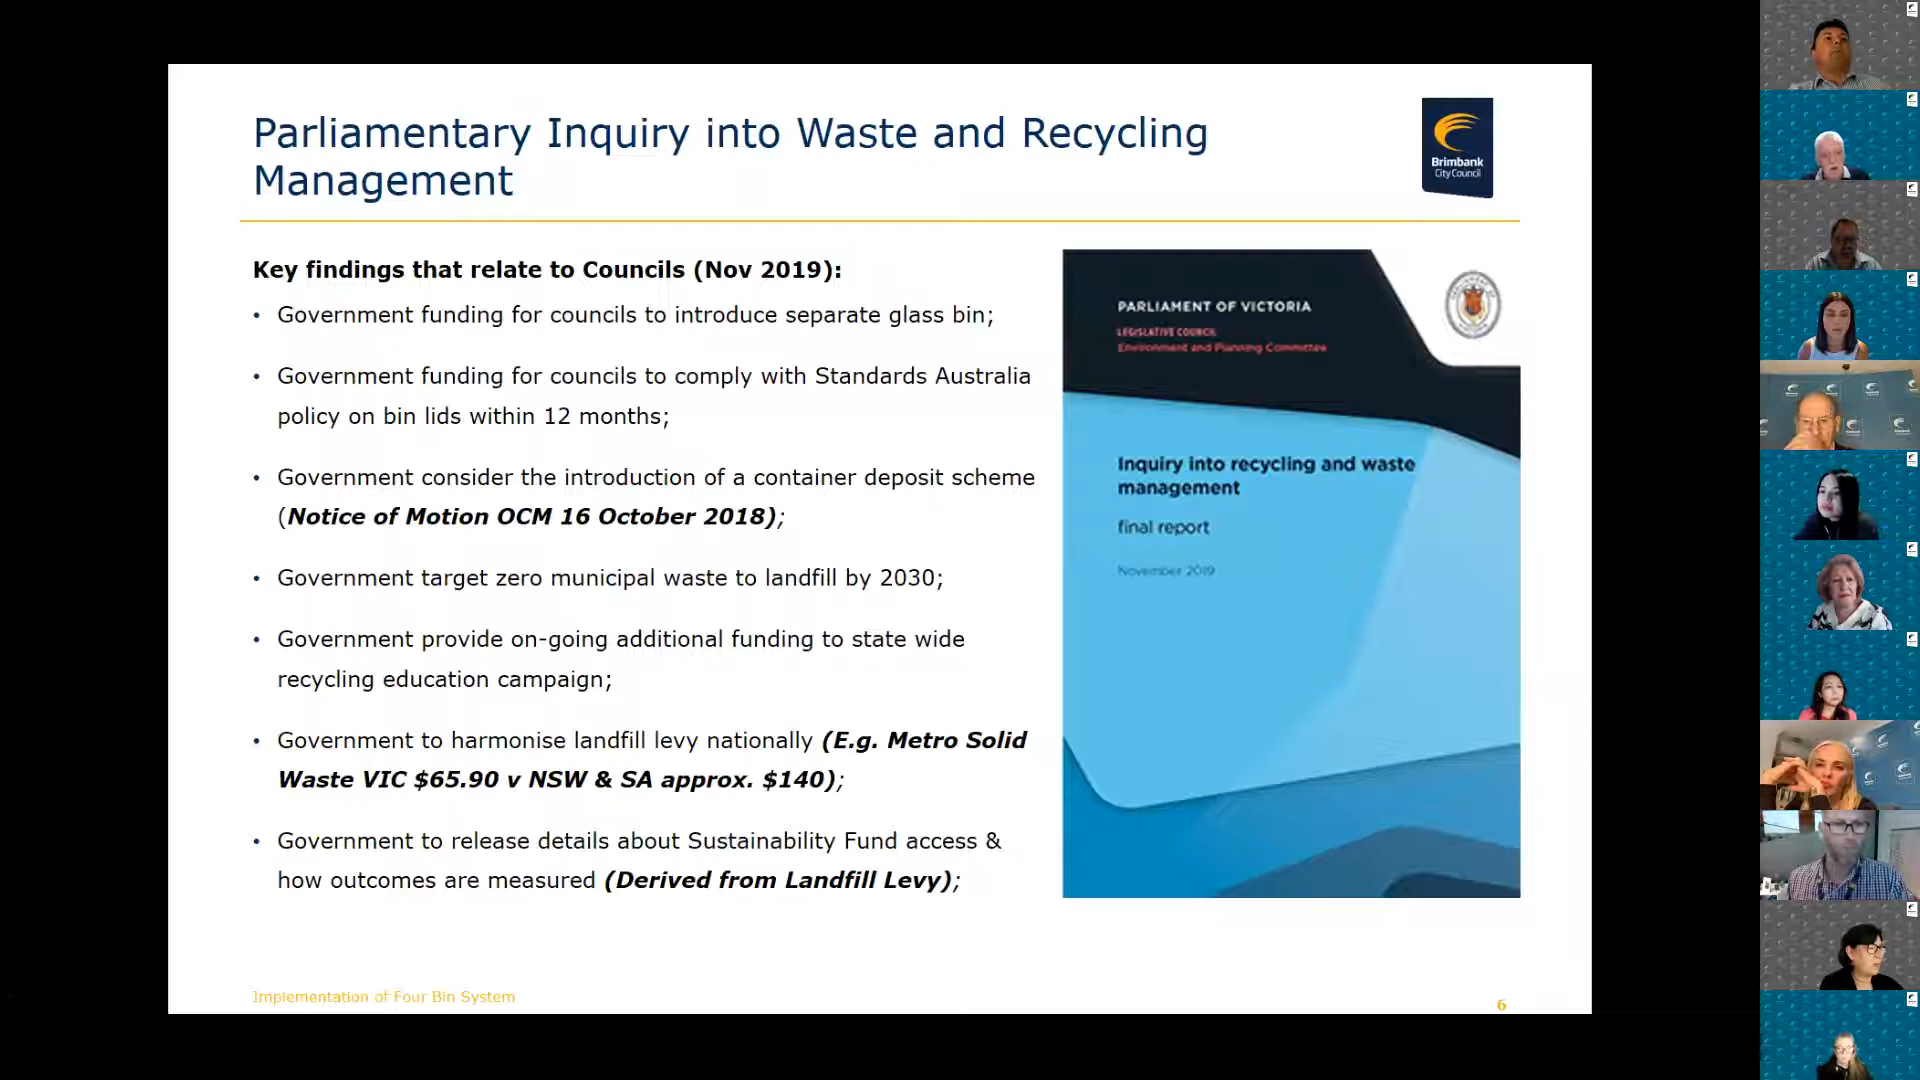 Parliamentary Inquiry into Waste and Recycling
Management
Brimbank
City Council
Key findings that relate to Councils (Nov 2019):
• Government funding for councils to introduce separate glass bin;
• Government funding for councils to comply with Standards Australia
policy on bin lids within 12 months;
• Government consider the introduction of a container deposit scheme
(Notice of Motion OCM 16 October 2018);
• Government target zero municipal waste to landfill by 2030;
• Government provide on-going additional funding to state wide
recycling education campaign;
• Government to harmonise landfill levy nationally (E.g. Metro Solid
Waste VIC $65.90 v NSW & SA approx. $140);
• Government to release details about Sustainability Fund access &
how outcomes are measured (Derived from Landfill Levy);
PARLIAMENT OF VICTORIA
LEGISLATIVE COUNCIL
Environment and Planning Committee
Inquiry into recycling and waste
management
final report
November 2019
Implementation of Four Bin System
6